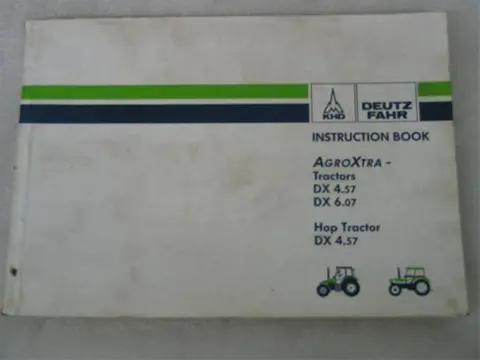 KHD
DEUTZ
FAHR
INSTRUCTION BOOK
AGROXTRA -
Tractors
DX 4.57
DX 6.07
Hop Tractor
DX 4.57